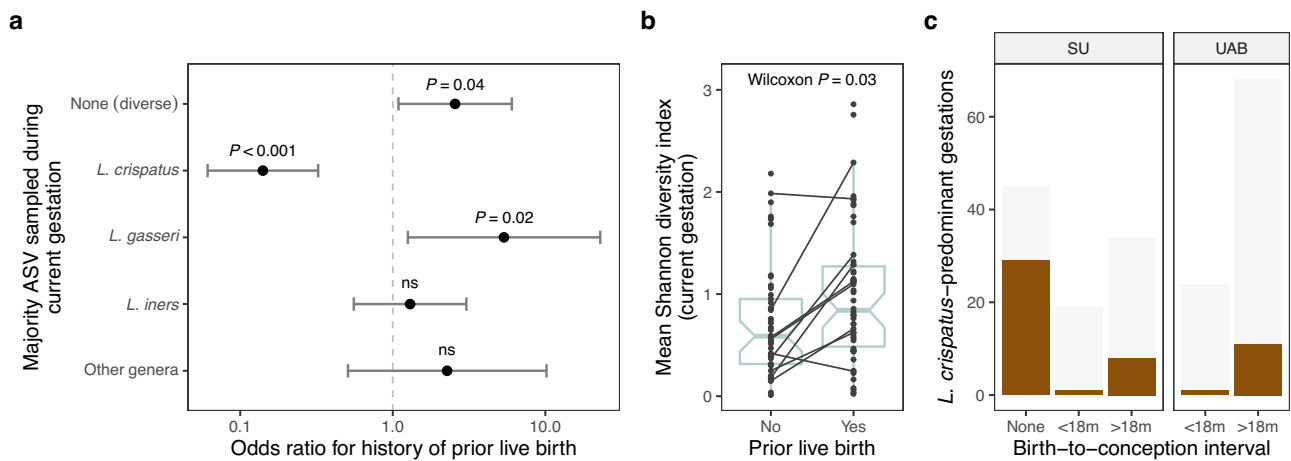 a
Majority ASV sampled during
current gestation
None (diverse)
L. crispatus
L. gasseri
L. iners
Other genera
P = 0.04
P < 0.001
P = 0.02
ns
ns
0.1
1.0
10.0
Odds ratio for history of prior live birth
b
Mean Shannon diversity index
(current gestation)
3
2
1
0
Wilcoxon P = 0.03
No
Yes
Prior live birth
c
L. crispatus−predominant gestations
60
40
20
0
SU
UAB
None
<18m
>18m
<18m
>18m
Birth−to−conception interval